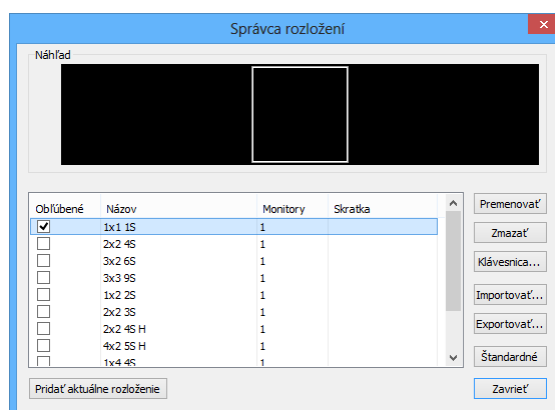 Správca rozložení
Náhľad
Obľúbené Názov Monitory Skratka
1x1 1S 1
2x2 4S 1
3x2 6S 1
3x3 9S 1
1x2 2S 1
2x2 3S 1
2x2 4S H 1
4x2 5S H 1
1x4 4S 1
Premenovať
Zmazať
Klávesnica...
Importovať...
Exportovať...
Štandardné
Pridať aktuálne rozloženie
Zavrieť